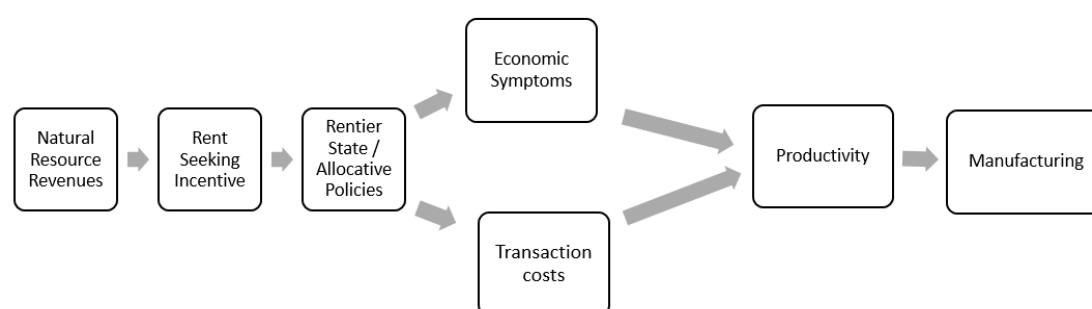 Natural
Resource
Revenues
Rent
Seeking
Incentive
Rentier
State /
Allocative
Policies
Economic
Symptoms
Transaction
costs
Productivity
Manufacturing